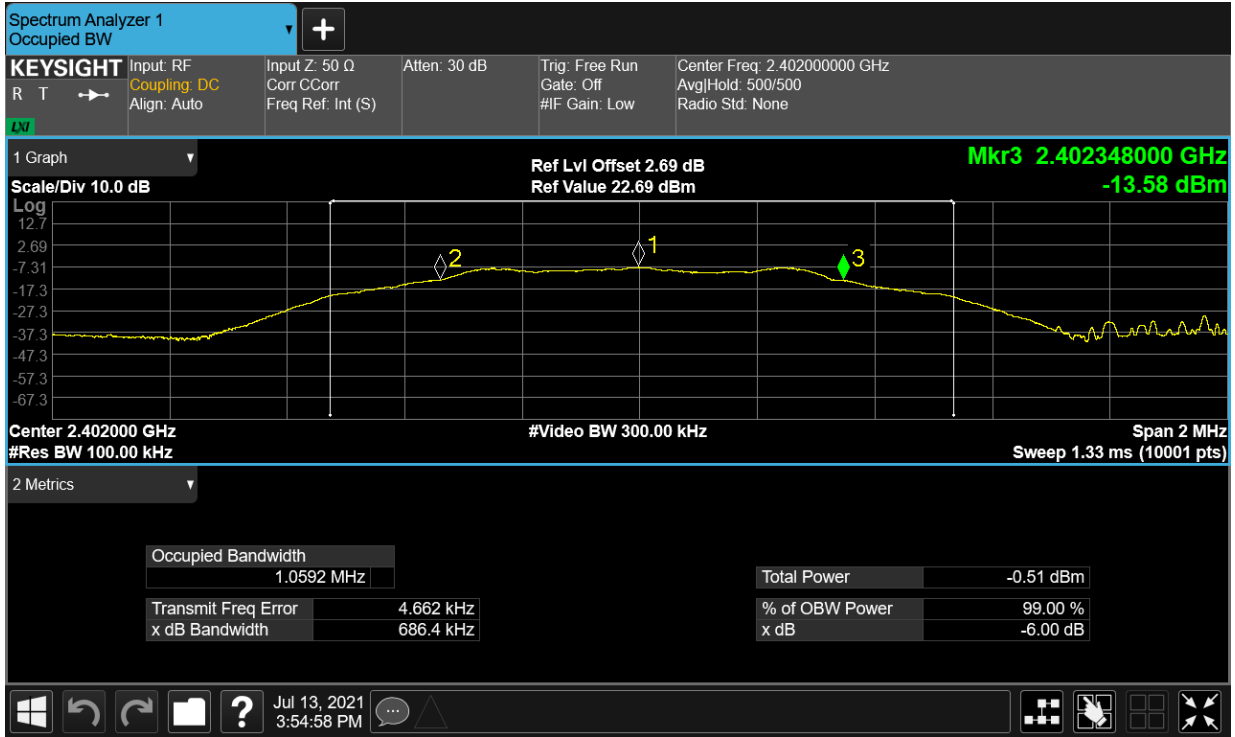 Spectrum Analyzer 1
Occupied BW
+
KEYSIGHT
R T
LXI
Input: RF
Coupling: DC
Align: Auto
Input Z: 50 Ω
Corr CCorr
Freq Ref: Int (S)
Atten: 30 dB
Trig: Free Run
Gate: Off
#IF Gain: Low
Center Freq: 2.402000000 GHz
Avg|Hold: 500/500
Radio Std: None
1 Graph
Scale/Div 10.0 dB
Ref Lvl Offset 2.69 dB
Ref Value 22.69 dBm
Mkr3 2.402348000 GHz
-13.58 dBm
Log
12.7
2.69
-7.31
-17.3
-27.3
-37.3
-47.3
-57.3
-67.3
2
1
3
Center 2.402000 GHz
#Res BW 100.00 kHz
#Video BW 300.00 kHz
Span 2 MHz
Sweep 1.33 ms (10001 pts)
2 Metrics
Occupied Bandwidth
1.0592 MHz
Transmit Freq Error 4.662 kHz
x dB Bandwidth 686.4 kHz
Total Power -0.51 dBm
% of OBW Power 99.00 %
x dB -6.00 dB
?
Jul 13, 2021
3:54:58 PM